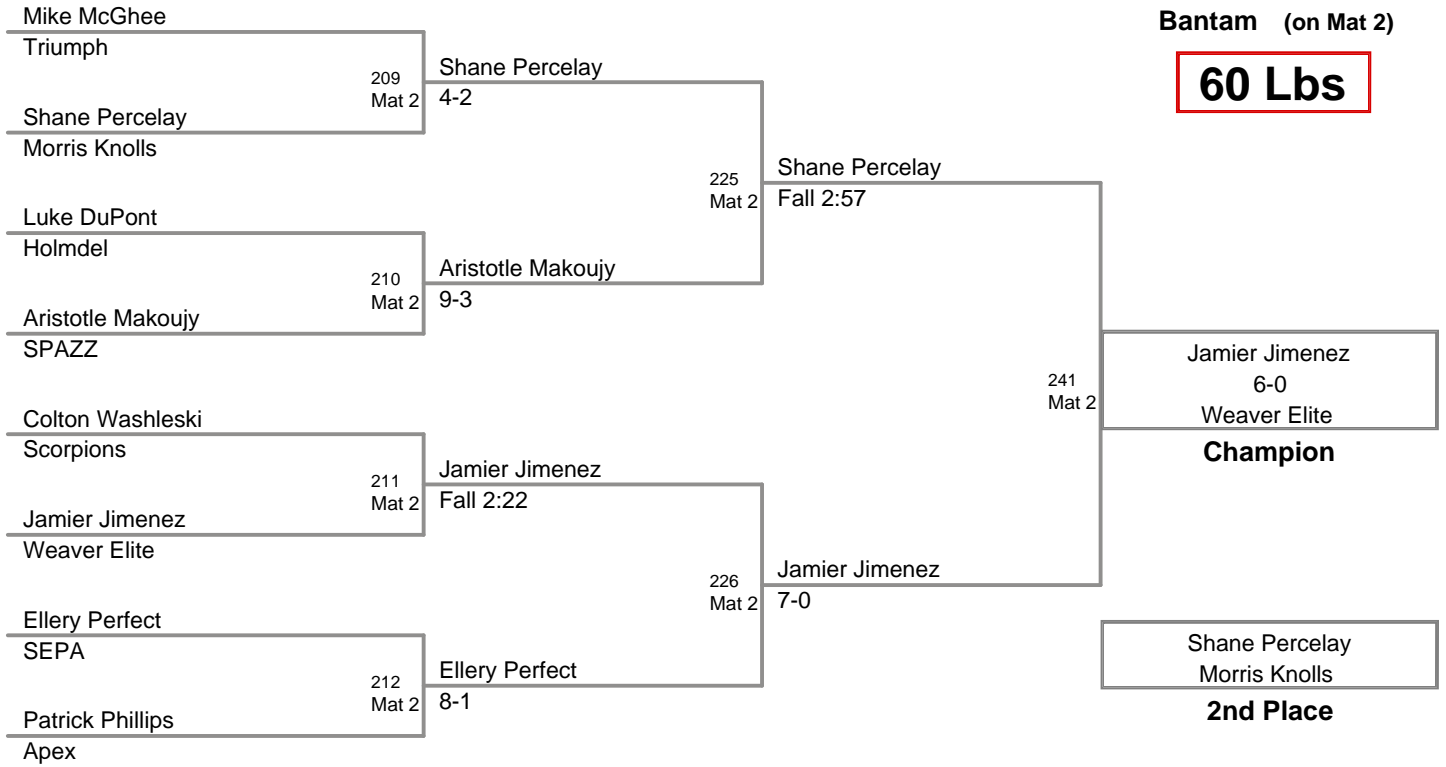 Bantam (on Mat 2)
60 Lbs
Mike McGhee
Triumph
209
Mat 2
Shane Percelay
Morris Knolls
Shane Percelay
4-2
Luke DuPont
Holmdel
210
Mat 2
Aristotle Makoujy
SPAZZ
Aristotle Makoujy
9-3
225
Mat 2
Shane Percelay
Fall 2:57
Colton Washleski
Scorpions
211
Mat 2
Jamier Jimenez
Weaver Elite
Jamier Jimenez
Fall 2:22
Ellery Perfect
SEPA
212
Mat 2
Patrick Phillips
Apex
Ellery Perfect
8-1
226
Mat 2
Jamier Jimenez
7-0
241
Mat 2
Jamier Jimenez
6-0
Weaver Elite
Champion
Shane Percelay
Morris Knolls
2nd Place